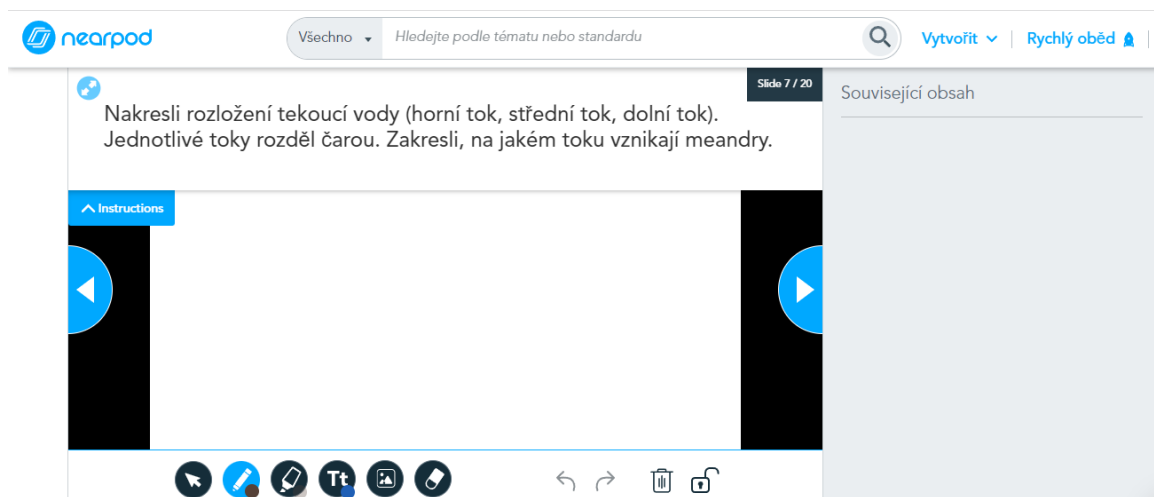 nearpod
Všechno
Hledejte podle tématu nebo standardu
Vytvořit
Rychlý oběd
Slide 7 / 20
Nakresli rozložení tekoucí vody (horní tok, střední tok, dolní tok).
Jednotlivé toky rozděl čarou. Zakresli, na jakém toku vznikají meandry.
Související obsah
Instructions
Tt